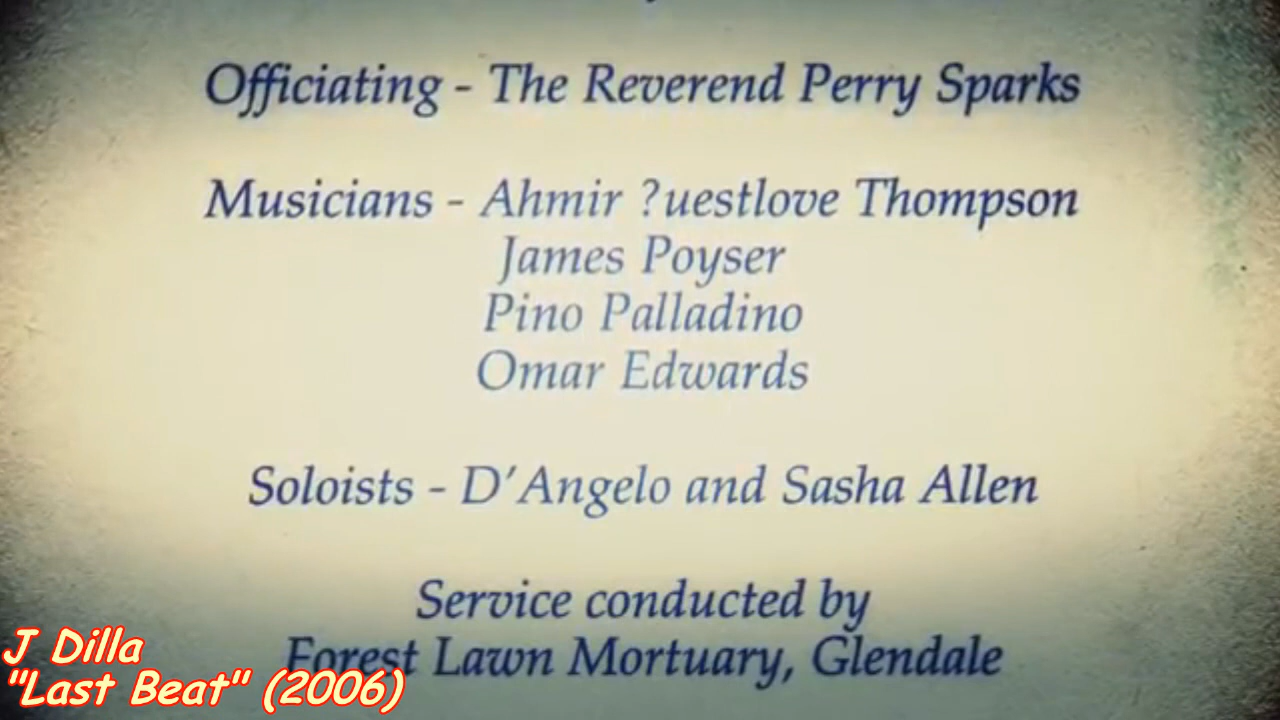 Officiating - The Reverend Perry Sparks
Musicians - Ahmir ?uestlove Thompson
James Poyser
Pino Palladino
Omar Edwards
Soloists - D'Angelo and Sasha Allen
Service conducted by
Forest Lawn Mortuary, Glendale
J Dilla
"Last Beat" (2006)